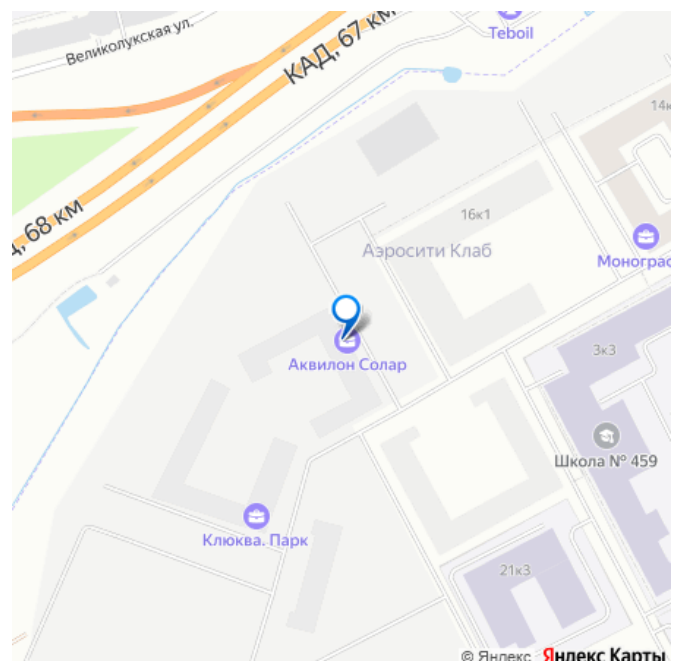 Великолукская ул.
Teboil
КАД, 67 км
14к
д, 68 км
16к1
Аэросити Клаб
Монограф
Аквилон Солар
3к3
Школа № 459
Клюква. Парк
21к3
© Яндекс Яндекс Карты